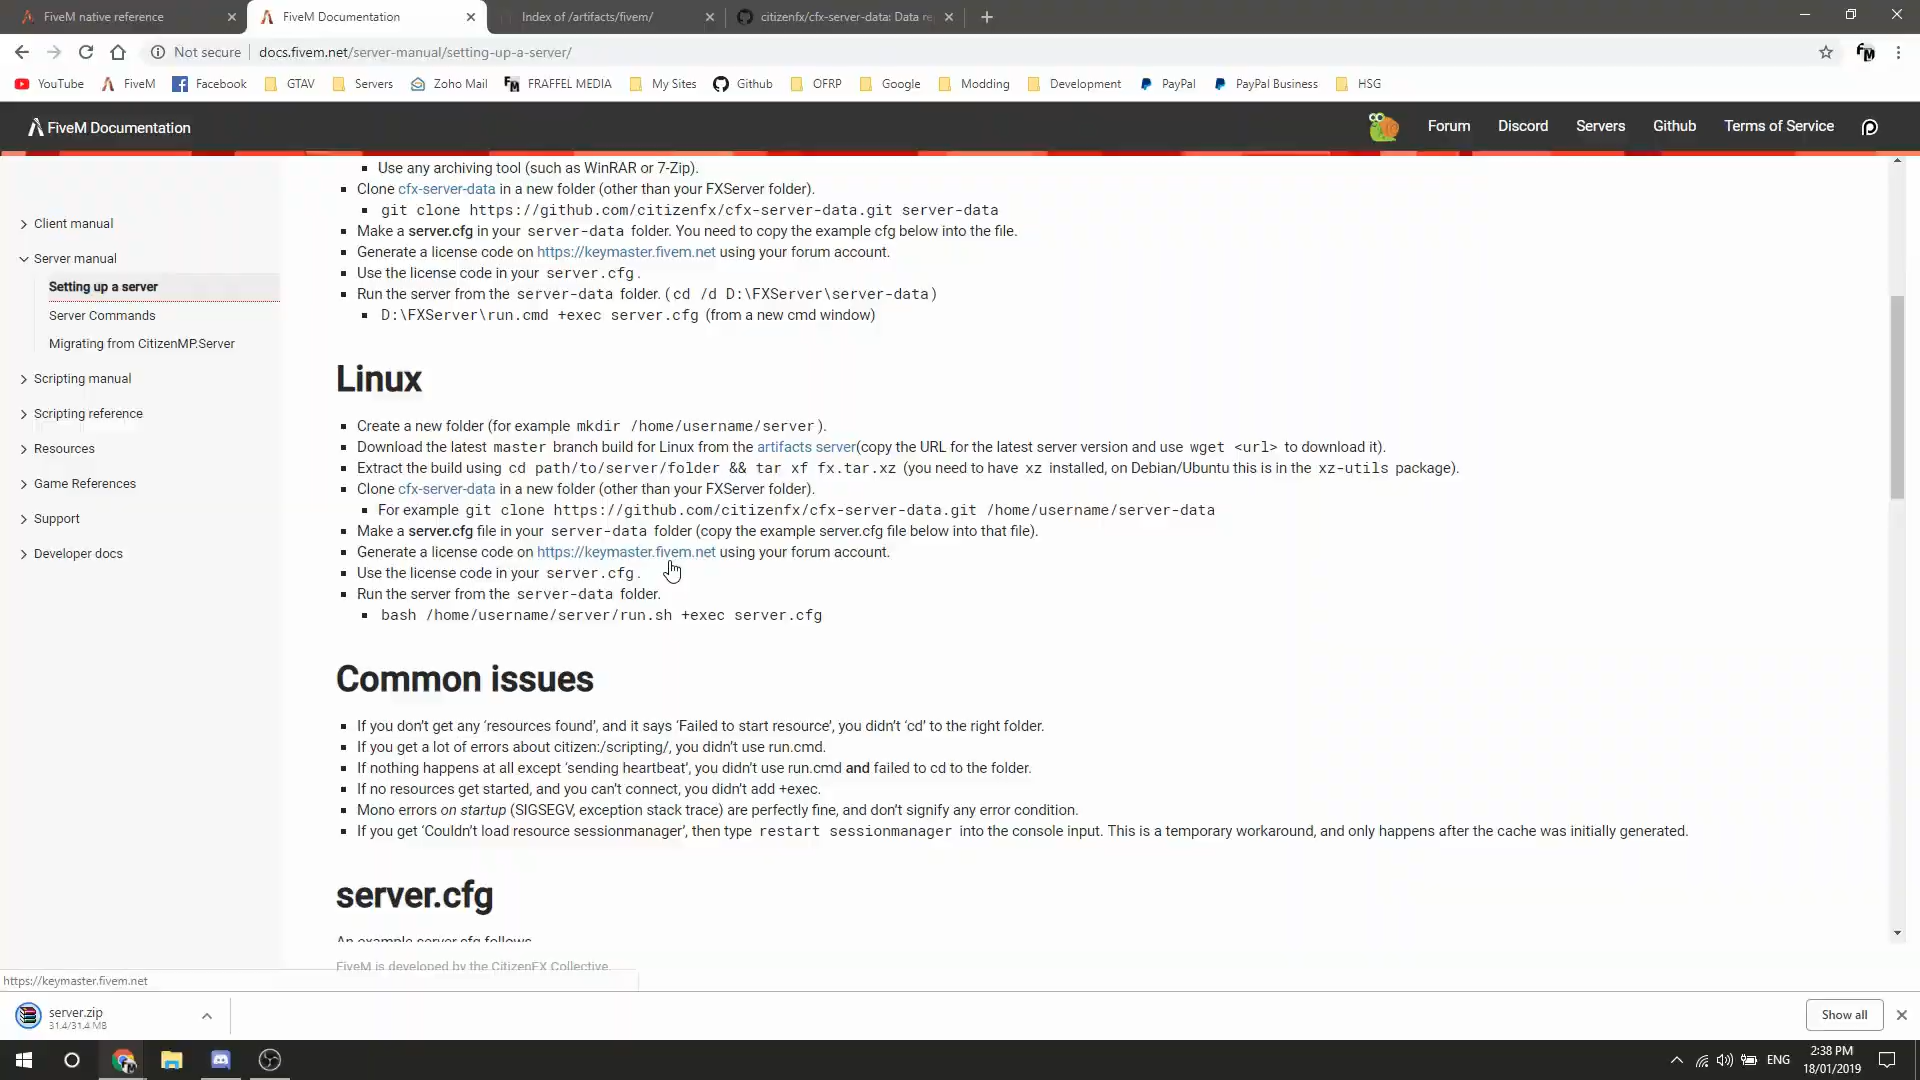 FiveM native reference
FiveM Documentation
Index of /artifacts/fivem/
citizenfx/cfx-server-data: Data re
Not secure
docs.fivem.net/server-manual/setting-up-a-server/
YouTube
FiveM
Facebook
GTAV
Servers
Zoho Mail
FRAFFEL MEDIA
My Sites
Github
OFRP
Google
Modding
Development
PayPal
PayPal Business
HSG
FiveM Documentation
Forum
Discord
Servers
Github
Terms of Service
Client manual
Server manual
Setting up a server
Server Commands
Migrating from CitizenMP.Server
Scripting manual
Scripting reference
Resources
Game References
Support
Developer docs
Use any archiving tool (such as WinRAR or 7-Zip).
Clone cfx-server-data in a new folder (other than your FXServer folder).
git clone https://github.com/citizenfx/cfx-server-data.git server-data
Make a server.cfg in your server-data folder. You need to copy the example cfg below into the file.
Generate a license code on https://keymaster.fivem.net using your forum account.
Use the license code in your server.cfg.
Run the server from the server-data folder. (cd /d D:\FXServer\server-data)
D:\FXServer\run.cmd +exec server.cfg (from a new cmd window)
Linux
Create a new folder (for example mkdir /home/username/server).
Download the latest master branch build for Linux from the artifacts server(copy the URL for the latest server version and use wget <url> to download it).
Extract the build using cd path/to/server/folder && tar xf fx.tar.xz (you need to have xz installed, on Debian/Ubuntu this is in the xz-utils package).
Clone cfx-server-data in a new folder (other than your FXServer folder).
For example git clone https://github.com/citizenfx/cfx-server-data.git /home/username/server-data
Make a server.cfg file in your server-data folder (copy the example server.cfg file below into that file).
Generate a license code on https://keymaster.fivem.net using your forum account.
Use the license code in your server.cfg.
Run the server from the server-data folder.
bash /home/username/server/run.sh +exec server.cfg
Common issues
If you don't get any ‘resources found’, and it says ‘Failed to start resource’, you didn't ‘cd’ to the right folder.
If you get a lot of errors about citizen:/scripting/, you didn't use run.cmd.
If nothing happens at all except ‘sending heartbeat’, you didn't use run.cmd and failed to cd to the folder.
If no resources get started, and you can't connect, you didn't add +exec.
Mono errors on startup (SIGSEGV, exception stack trace) are perfectly fine, and don't signify any error condition.
If you get ‘Couldn't load resource sessionmanager’, then type restart sessionmanager into the console input. This is a temporary workaround, and only happens after the cache was initially generated.
server.cfg
An example server.cfg follows
FiveM is developed by the CitizenFX Collective.
https://keymaster.fivem.net
server.zip
31.4/31.4 MB
Show all
ENG
2:38 PM
18/01/2019